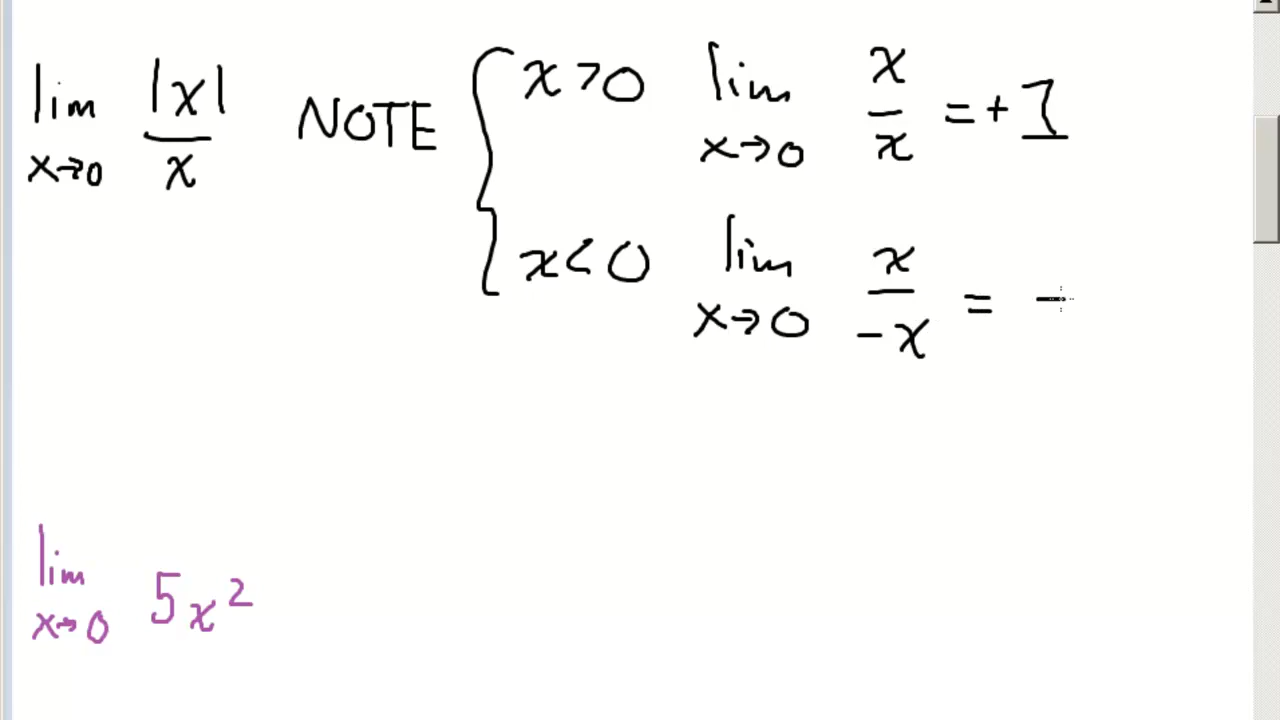 lim x→0 |x|/x NOTE { x>0 lim x→0 x/x = +1
x<0 lim x→0 x/-x = -
lim x→0 5x²